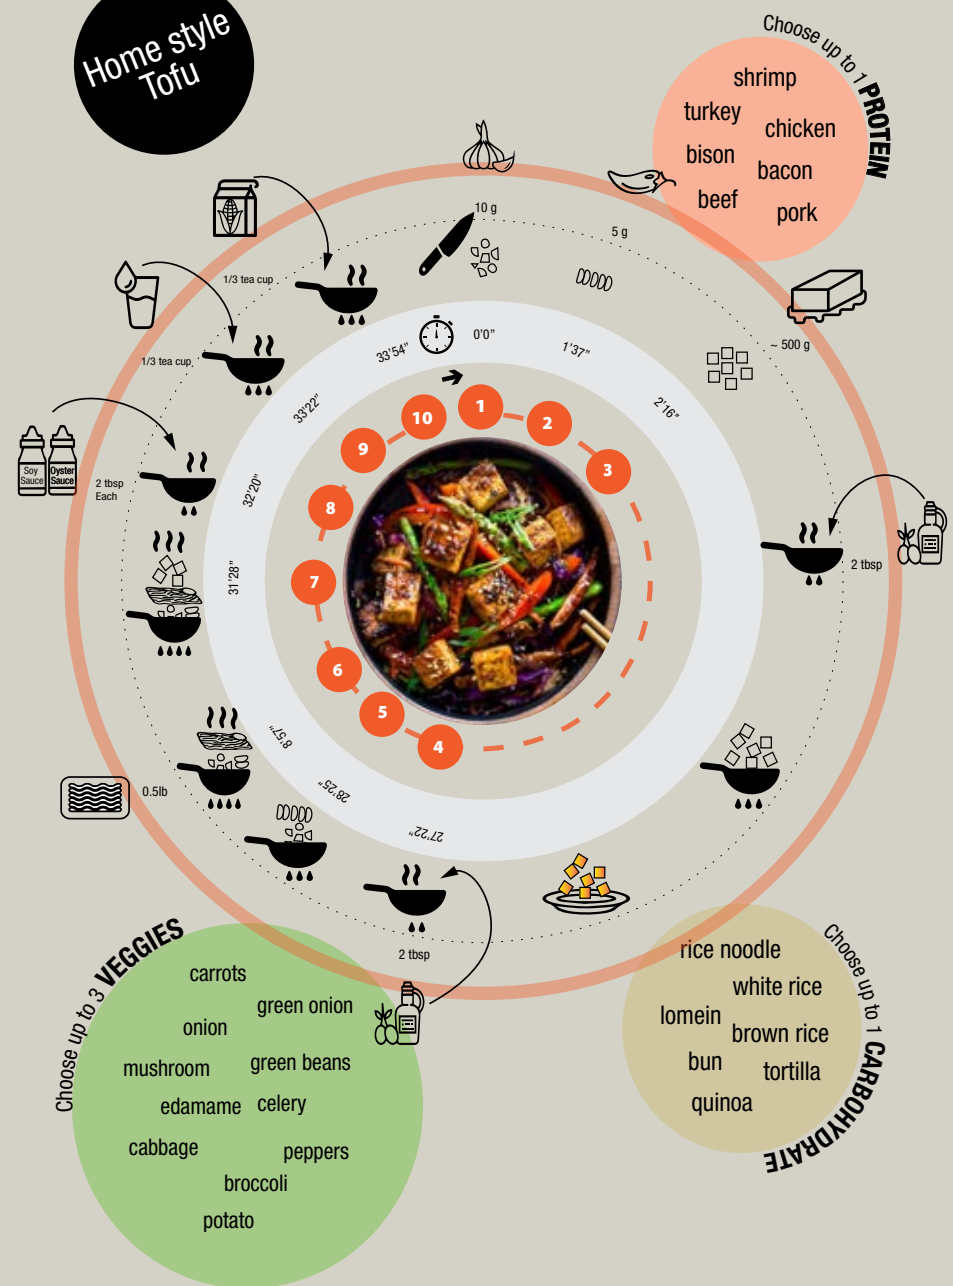 Home style
Tofu
Choose up to 1 PROTEIN
shrimp
turkey
chicken
bison
bacon
beef
pork
10 g
5 g
~ 500 g
2 tbsp
1/3 tea cup
1/3 tea cup
Soy
Sauce
Oyster
Sauce
2 tbsp
Each
0.5lb
2 tbsp
0'0”
1'37”
2'16”
27'22”
28'25”
8'57”
31'28”
32'20”
33'22”
33'54”
1
2
3
4
5
6
7
8
9
10
Choose up to 3 VEGGIES
carrots
green onion
onion
mushroom
green beans
edamame
celery
cabbage
peppers
broccoli
potato
Choose up to 1 CARBOHYDRATE
rice noodle
white rice
lomein
brown rice
bun
tortilla
quinoa